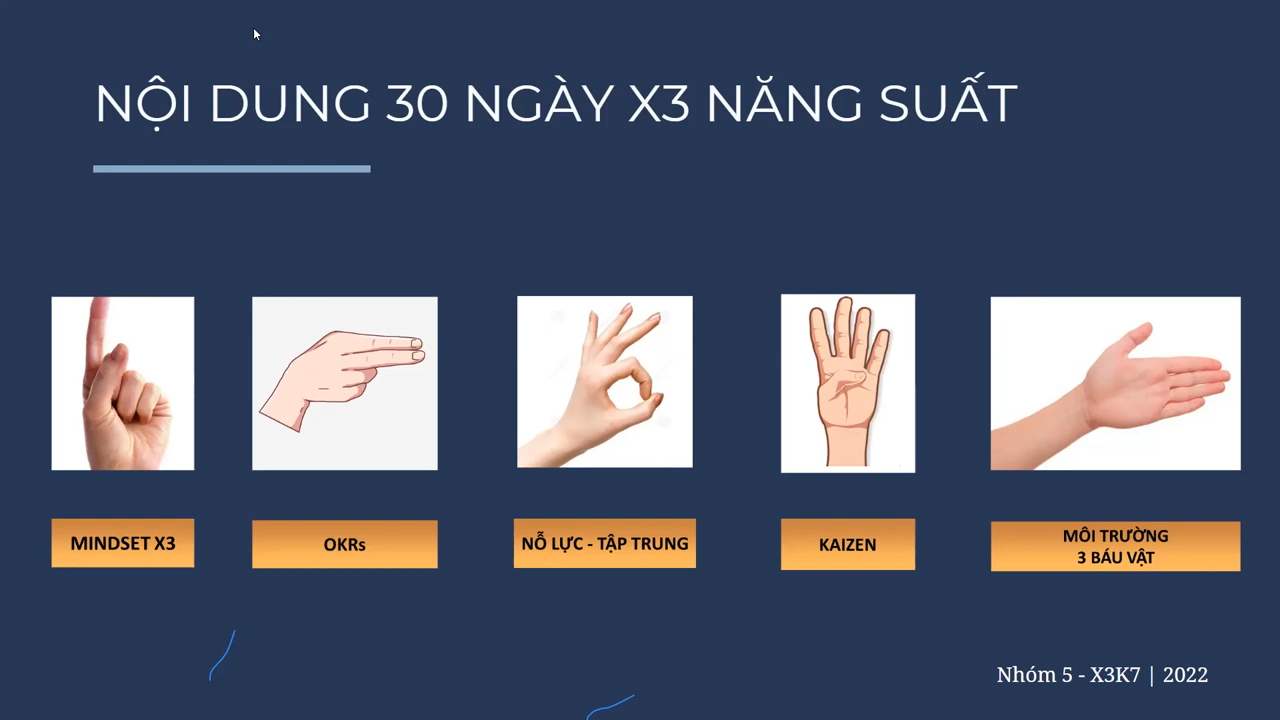 NỘI DUNG 30 NGÀY X3 NĂNG SUẤT
MINDSET X3
OKRs
NỖ LỰC - TẬP TRUNG
KAIZEN
MÔI TRƯỜNG
3 BÁU VẬT
Nhóm 5 - X3K7 | 2022